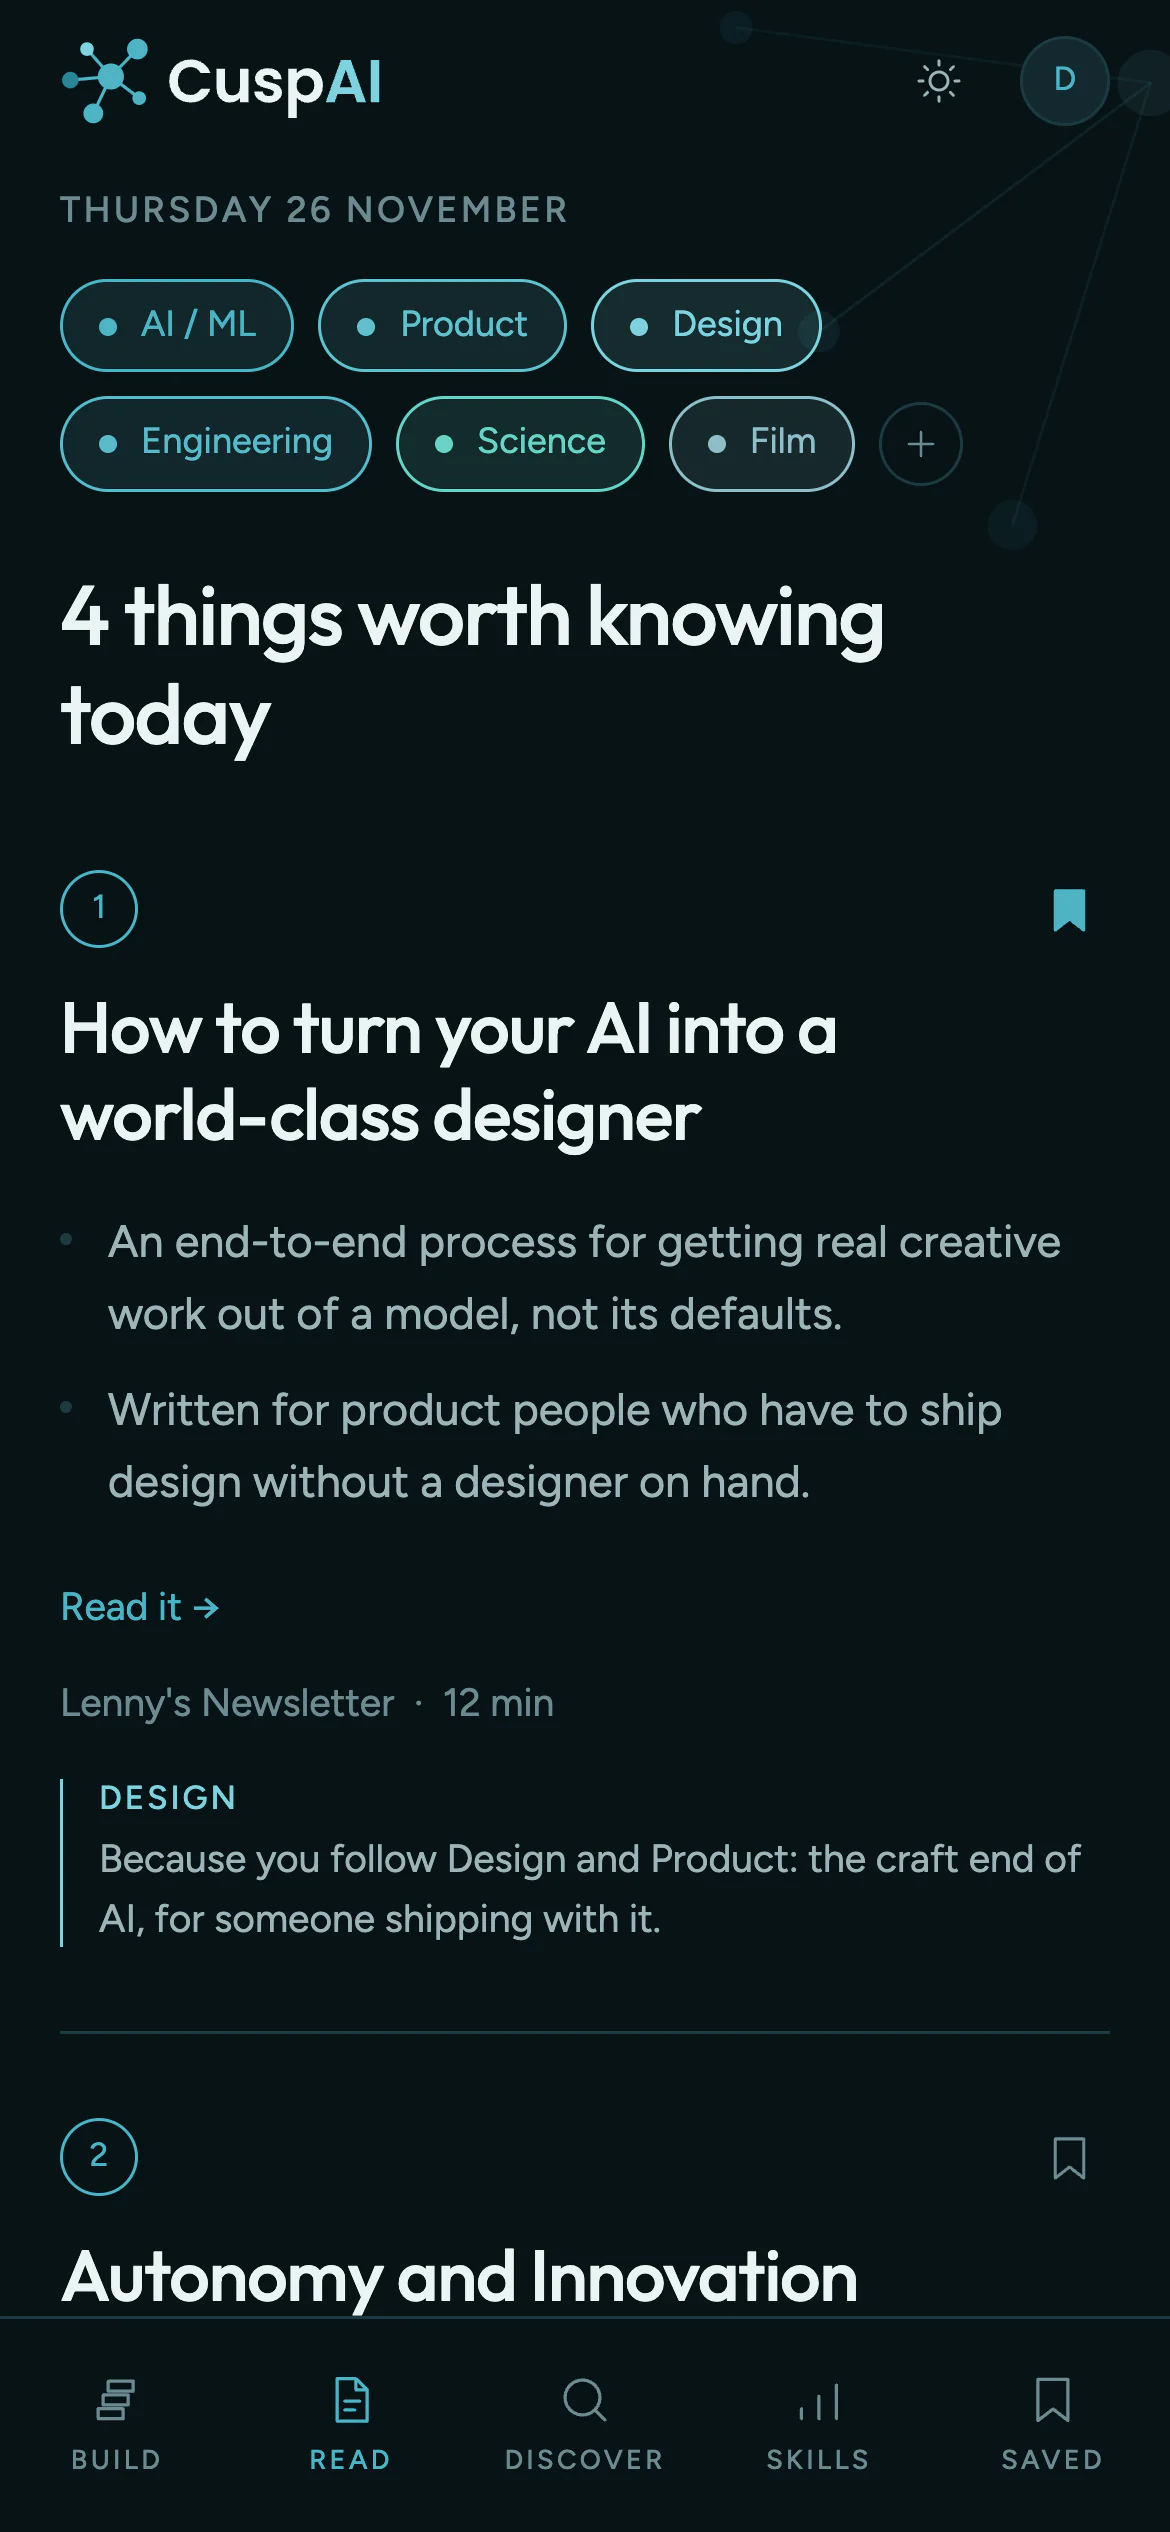 CuspAI
D
THURSDAY 26 NOVEMBER
AI / ML
Product
Design
Engineering
Science
Film
4 things worth knowing
today
1
How to turn your AI into a
world-class designer
An end-to-end process for getting real creative
work out of a model, not its defaults.
Written for product people who have to ship
design without a designer on hand.
Read it →
Lenny's Newsletter · 12 min
DESIGN
Because you follow Design and Product: the craft end of
AI, for someone shipping with it.
2
Autonomy and Innovation
BUILD
READ
DISCOVER
SKILLS
SAVED